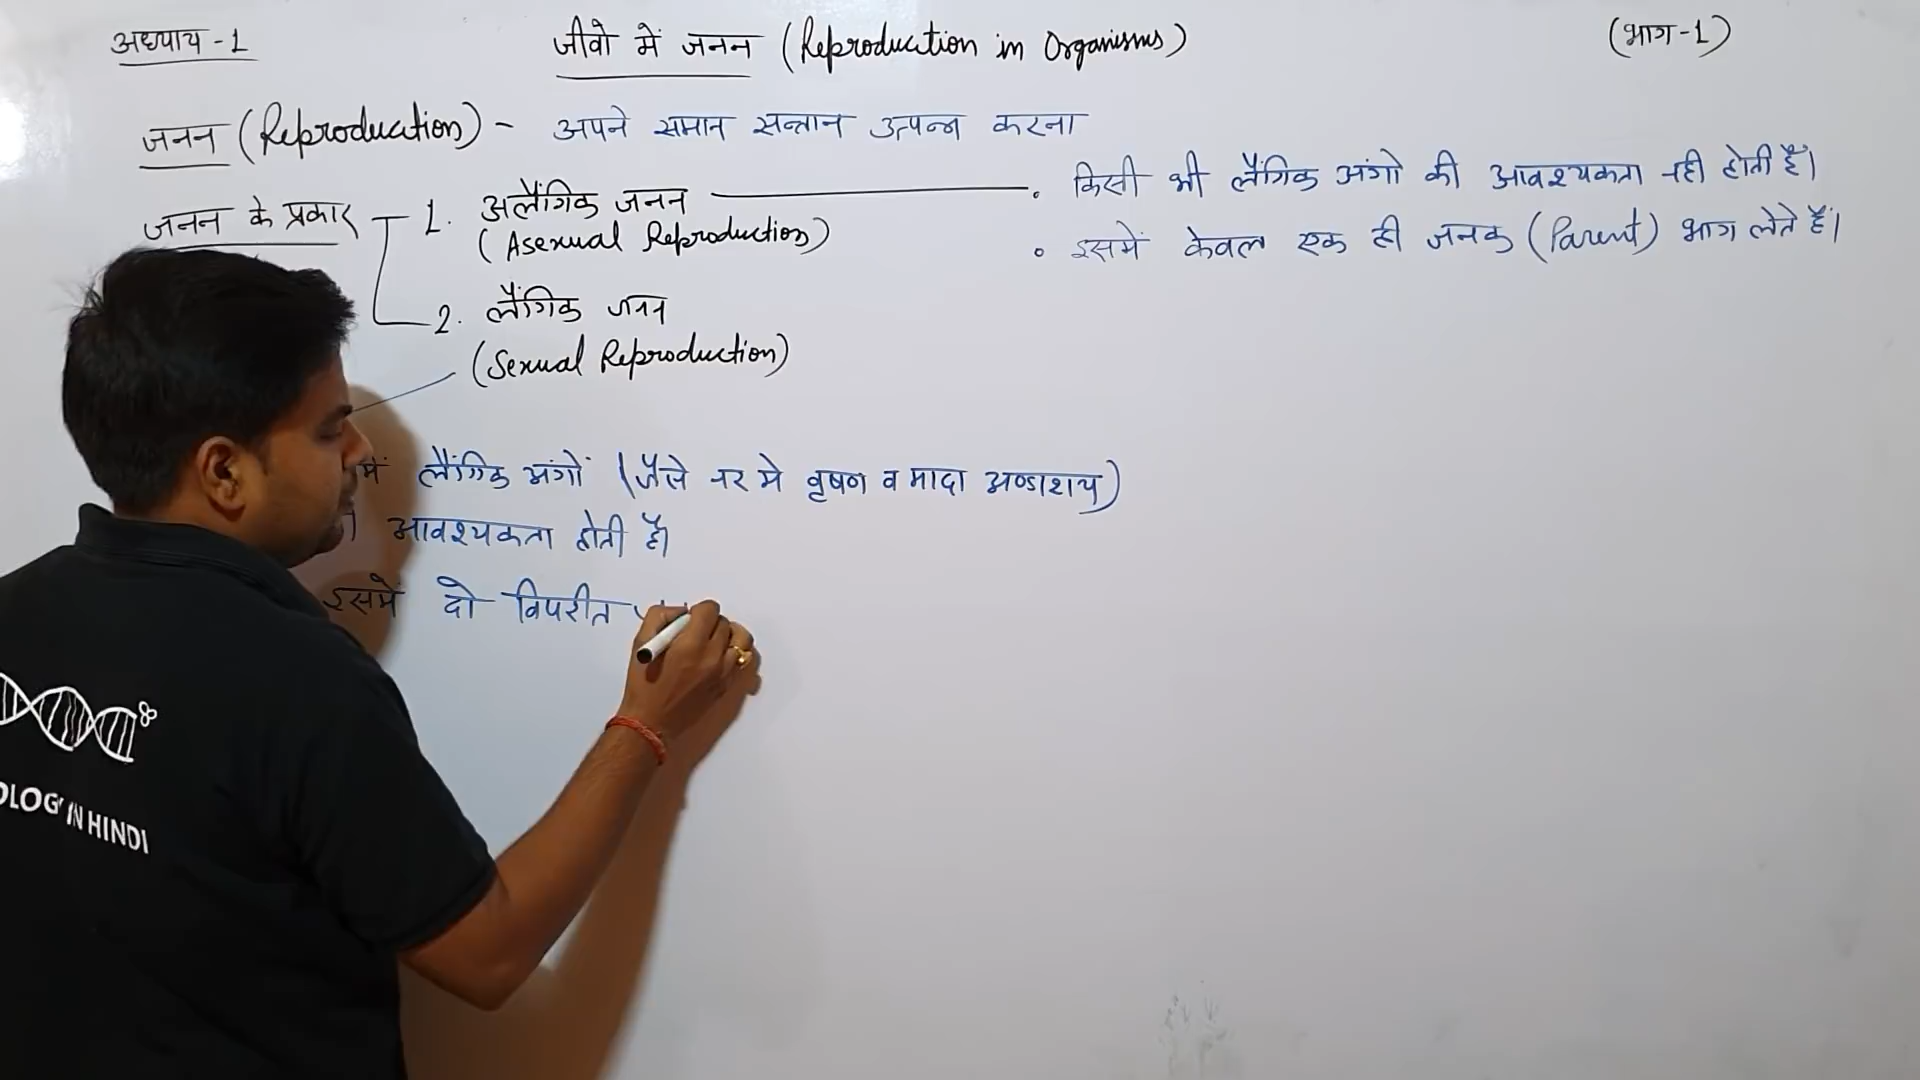 अध्याय-1
जीवो में जनन (Reproduction in Organisms)
(भाग-1)
जनन (Reproduction) - अपने समान सन्तान उत्पन्न करना
जनन के प्रकार
1. अलैंगिक जनन
(Asexual Reproduction)
• किसी भी लैंगिक अंगो की आवश्यकता नही होती है।
• इसमें केवल एक ही जनक (Parent) भाग लेते हैं।
2. लैंगिक जनन
(Sexual Reproduction)
में लैंगिक अंगों (जैसे नर मे वृषण व मादा अण्डाशय)
आवश्यकता होती है।
इसमें दो विपरीत
IN HINDI